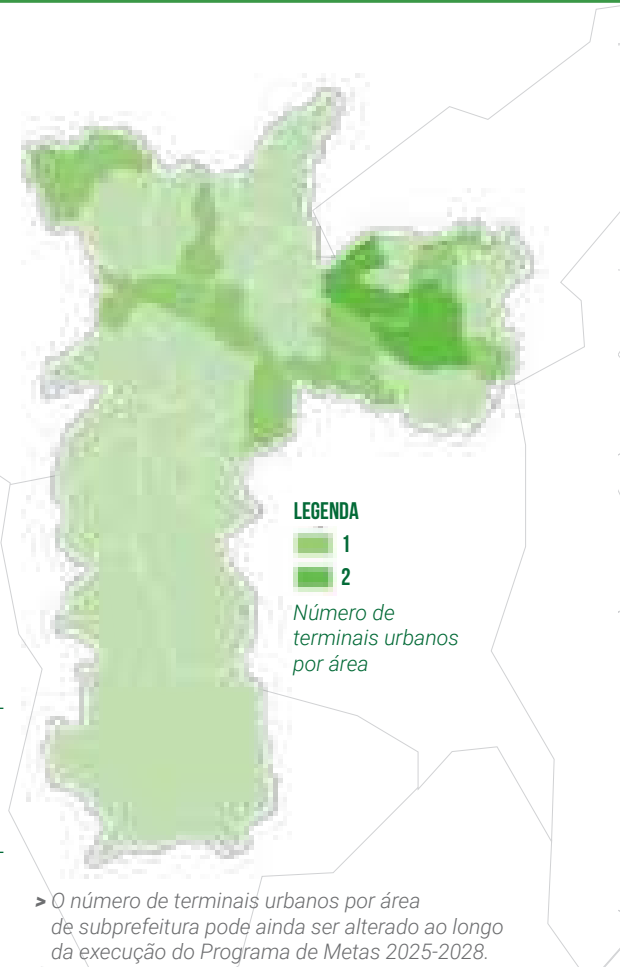 LEGENDA
1
2
Número de
terminais urbanos
por área
> O número de terminais urbanos por área
de subprefeitura pode ainda ser alterado ao longo
da execução do Programa de Metas 2025-2028.